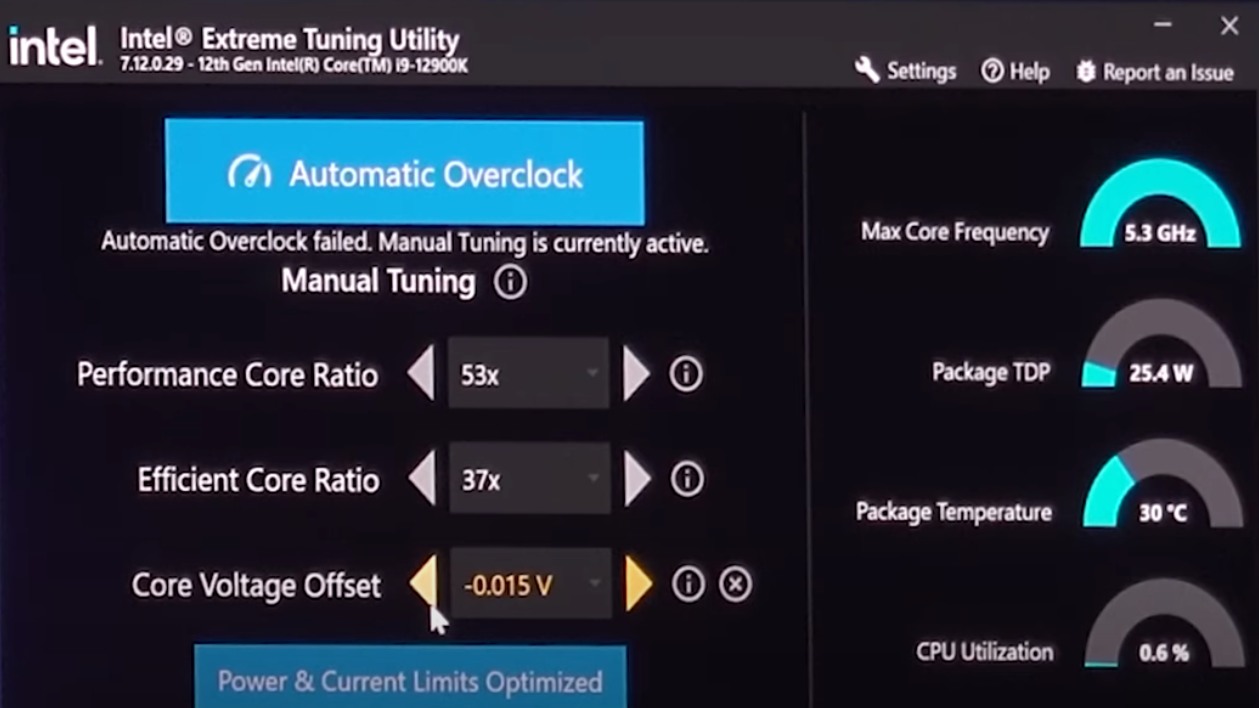 intel. Intel® Extreme Tuning Utility
7.12.0.29 - 12th Gen Intel(R) Core(TM) i9-12900K
Settings Help Report an Issue
Automatic Overclock
Automatic Overclock failed. Manual Tuning is currently active.
Manual Tuning
Performance Core Ratio 53x
Efficient Core Ratio 37x
Core Voltage Offset -0.015 V
Power & Current Limits Optimized
Max Core Frequency 5.3 GHz
Package TDP 25.4 W
Package Temperature 30 °C
CPU Utilization 0.6 %